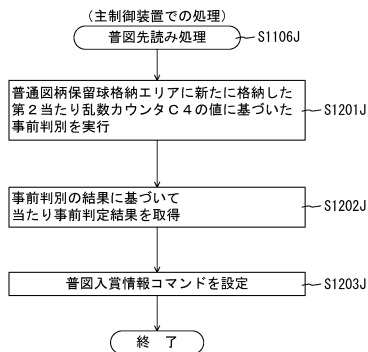 (主制御装置での処理)
普図先読み処理
S1106J
普通図柄保留球格納エリアに新たに格納した
第2当たり乱数カウンタC4の値に基づいた
事前判別を実行
S1201J
事前判別の結果に基づいて
当たり事前判定結果を取得
S1202J
普図入賞情報コマンドを設定
S1203J
終 了